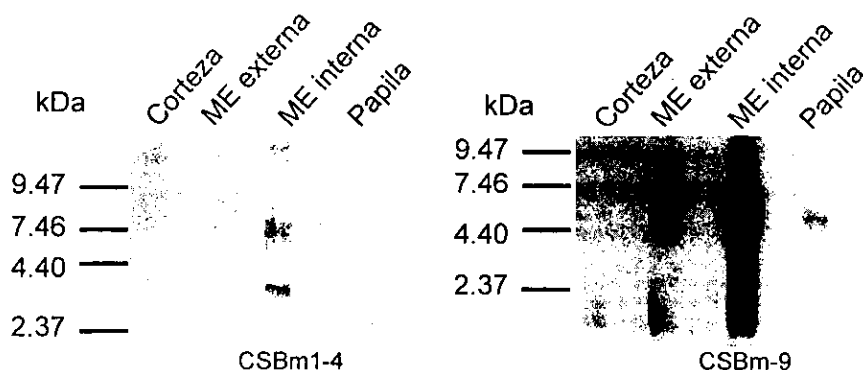 kDa
Corteza
ME externa
ME interna
Papila
9.47
7.46
4.40
2.37
CSBm1-4
kDa
Corteza
ME externa
ME interna
Papila
9.47
7.46
4.40
2.37
CSBm-9